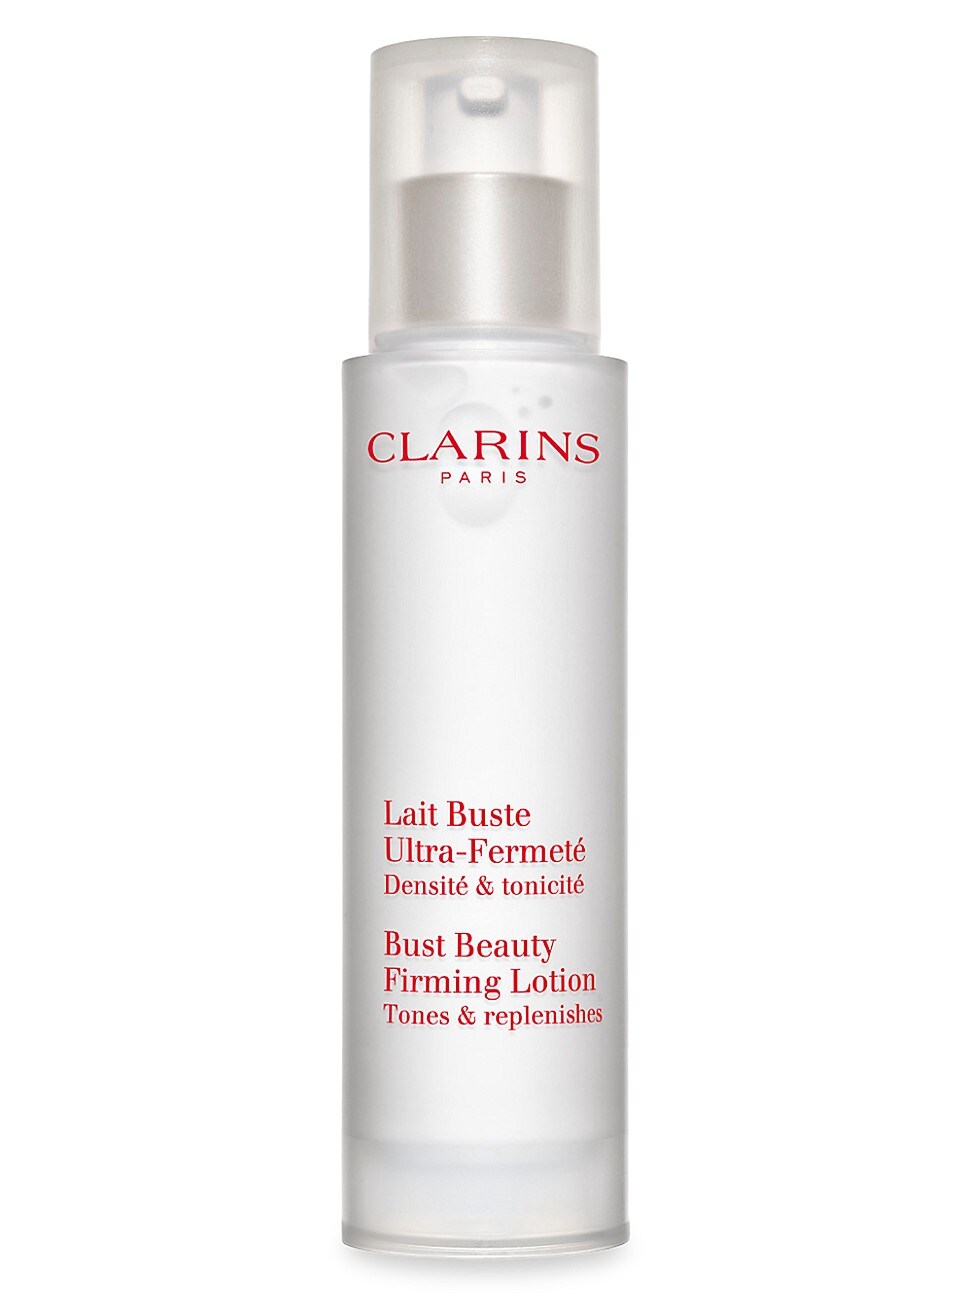 CLARINS
PARIS
Lait Buste
Ultra-Fermeté
Densité & tonicité
Bust Beauty
Firming Lotion
Tones & replenishes